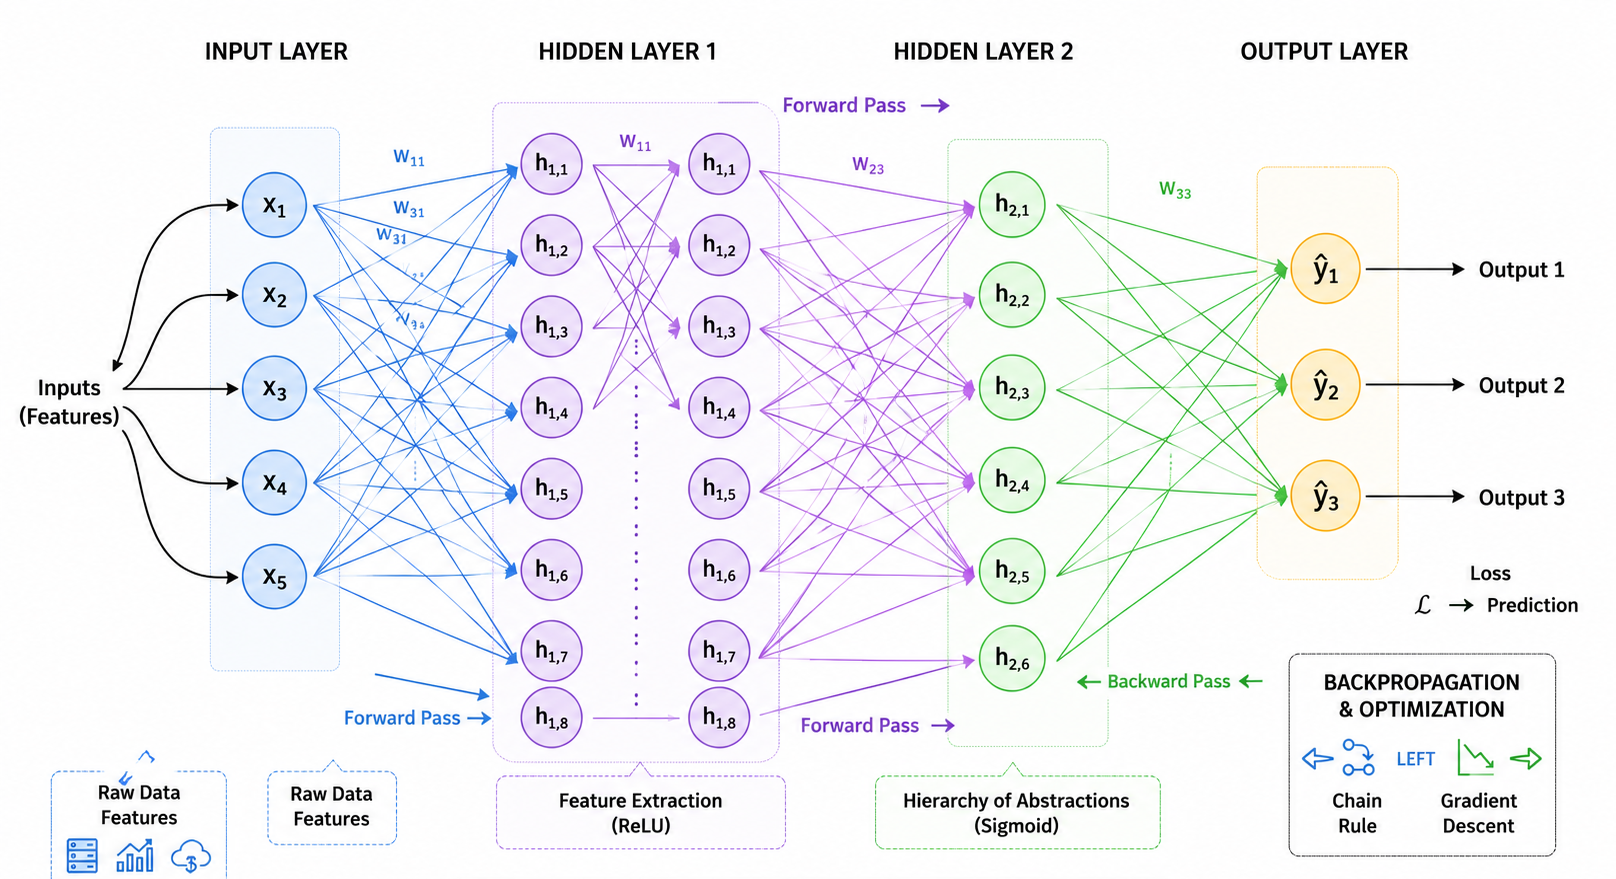 INPUT LAYER
HIDDEN LAYER 1
HIDDEN LAYER 2
OUTPUT LAYER
Forward Pass →
W11
W31
W31
W11
W23
W33
x1
x2
x3
x4
x5
Inputs
(Features)
h1,1
h1,2
h1,3
h1,4
h1,5
h1,6
h1,7
h1,8
h1,1
h1,2
h1,3
h1,4
h1,5
h1,6
h1,7
h1,8
h2,1
h2,2
h2,3
h2,4
h2,5
h2,6
ŷ1
ŷ2
ŷ3
Output 1
Output 2
Output 3
Loss
ℒ → Prediction
Forward Pass →
Forward Pass →
← Backward Pass ←
Raw Data
Features
Raw Data
Features
Feature Extraction
(ReLU)
Hierarchy of Abstractions
(Sigmoid)
BACKPROPAGATION
& OPTIMIZATION
LEFT
Chain
Rule
Gradient
Descent